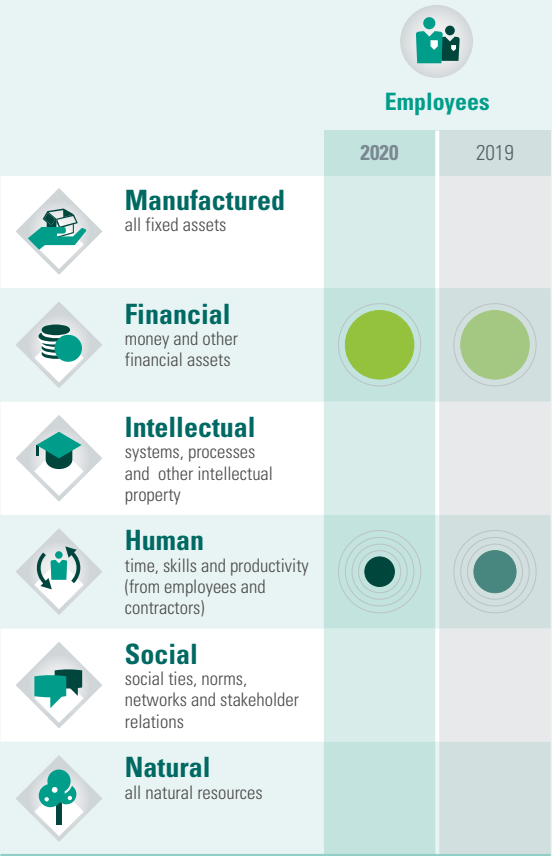 Employees
2020
2019
Manufactured
all fixed assets
Financial
money and other
financial assets
Intellectual
systems, processes
and other intellectual
property
Human
time, skills and productivity
(from employees and
contractors)
Social
social ties, norms,
networks and stakeholder
relations
Natural
all natural resources